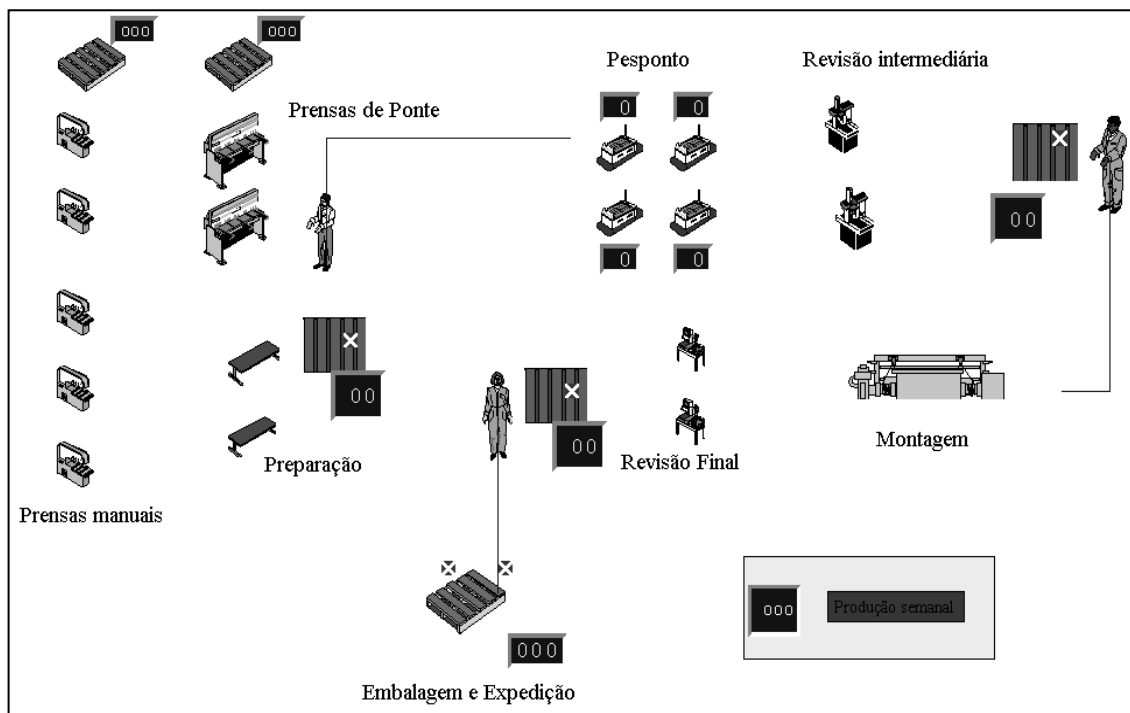 000
000
Pesponto
Revisão intermediária
Prensas de Ponte
0
0
00
0
0
00
00
Preparação
Revisão Final
Montagem
Prensas manuais
000
Produção semanal
000
Embalagem e Expedição